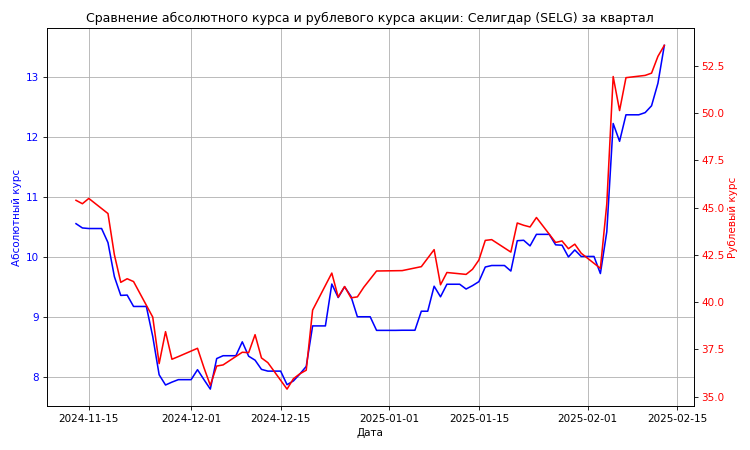 Сравнение абсолютного курса и рублевого курса акции: Селигдар (SELG) за квартал
13
12
11
10
9
8
Абсолютный курс
52.5
50.0
47.5
45.0
42.5
40.0
37.5
35.0
Рублевый курс
2024-11-15 2024-12-01 2024-12-15 2025-01-01 2025-01-15 2025-02-01 2025-02-15
Дата